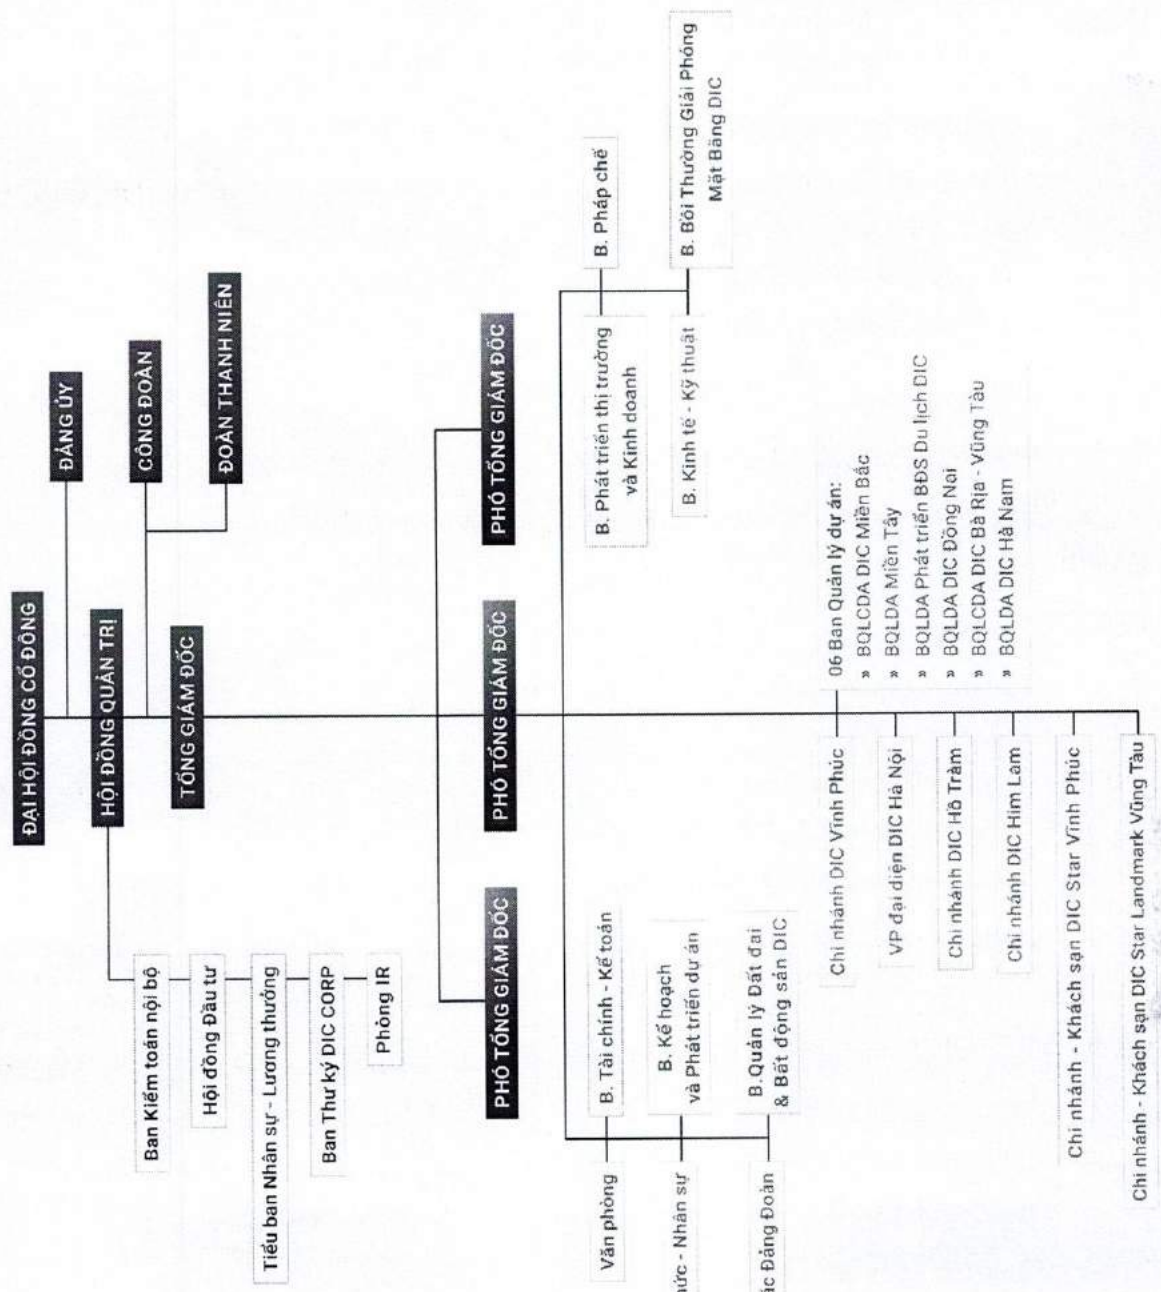 ĐẠI HỘI ĐỒNG CỔ ĐÔNG
ĐẢNG ỦY
HỘI ĐỒNG QUẢN TRỊ
CÔNG ĐOÀN
TỔNG GIÁM ĐỐC
ĐOÀN THANH NIÊN
Ban Kiểm toán nội bộ
Hội đồng Đầu tư
Tiểu ban Nhân sự - Lương thưởng
Ban Thư ký DIC CORP
Phòng IR
PHÓ TỔNG GIÁM ĐỐC
PHÓ TỔNG GIÁM ĐỐC
PHÓ TỔNG GIÁM ĐỐC
Văn phòng
B. Tài chính - Kế toán
B. Phát triển thị trường
và Kinh doanh
B. Pháp chế
- Nhân sự
B. Kế hoạch
và Phát triển dự án
B. Kinh tế - Kỹ thuật
B. Bồi Thường Giải Phóng
Mặt Bằng DIC
Đảng Đoàn
B.Quản lý Đất đai
& Bất động sản DIC
Chi nhánh DIC Vĩnh Phúc
VP đại diện DIC Hà Nội
Chi nhánh DIC Hồ Tràm
Chi nhánh DIC Him Lam
Chi nhánh - Khách sạn DIC Star Vĩnh Phúc
Chi nhánh - Khách sạn DIC Star Landmark Vũng Tàu
06 Ban Quản lý dự án:
» BQLCDA DIC Miền Bắc
» BQLDA Miền Tây
» BQLDA Phát triển BĐS Du lịch DIC
» BQLDA DIC Đồng Nai
» BQLCDA DIC Bà Rịa - Vũng Tàu
» BQLDA DIC Hà Nam